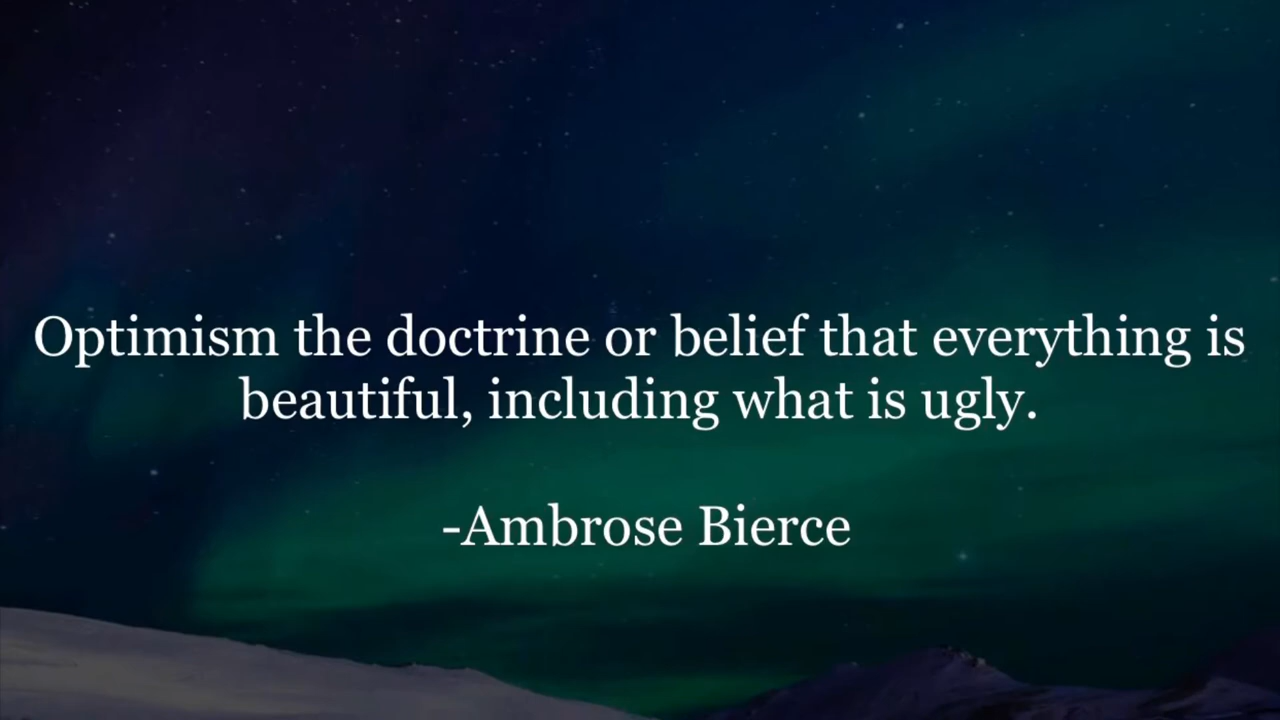 Optimism the doctrine or belief that everything is
beautiful, including what is ugly.
-Ambrose Bierce